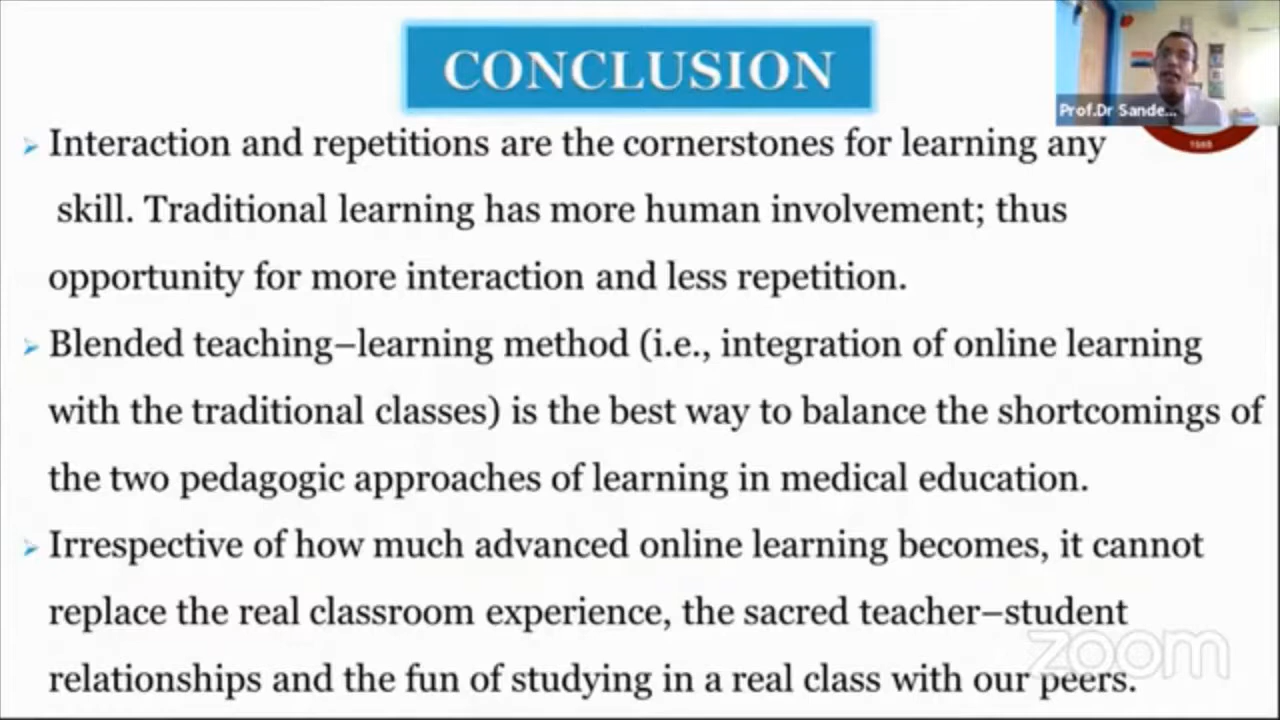 CONCLUSION
Prof.Dr Sande...
1988
Interaction and repetitions are the cornerstones for learning any
skill. Traditional learning has more human involvement; thus
opportunity for more interaction and less repetition.
Blended teaching–learning method (i.e., integration of online learning
with the traditional classes) is the best way to balance the shortcomings of
the two pedagogic approaches of learning in medical education.
Irrespective of how much advanced online learning becomes, it cannot
replace the real classroom experience, the sacred teacher–student
relationships and the fun of studying in a real class with our peers.
zoom